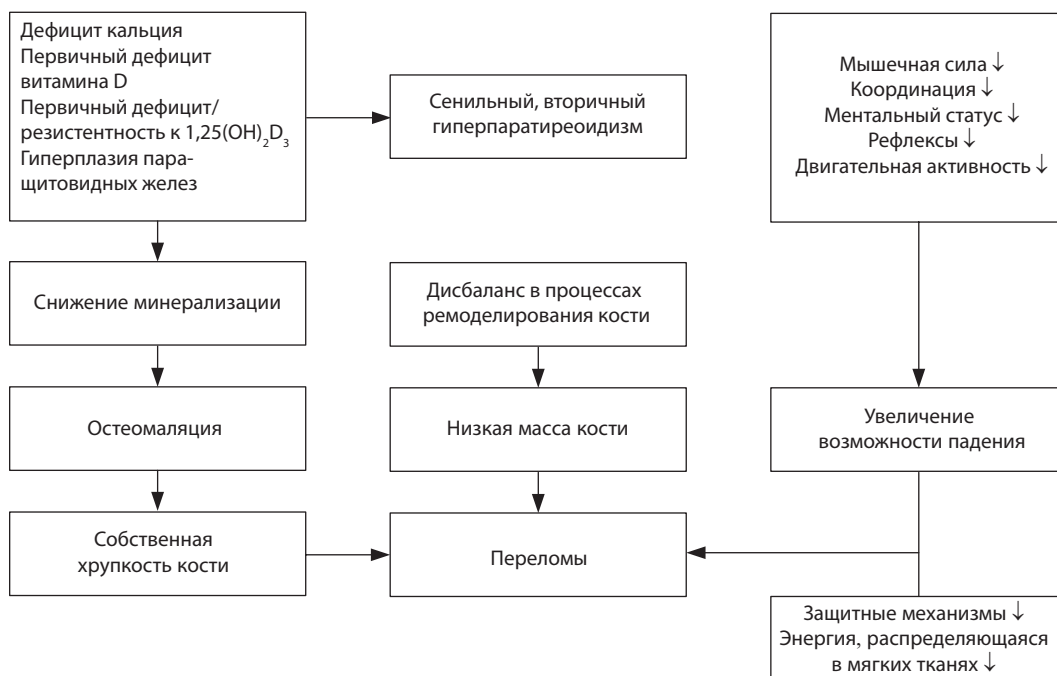 Дефицит кальция
Первичный дефицит
витамина D
Первичный дефицит/
резистентность к 1,25(OH)₂D₃
Гиперплазия пара-
щитовидных желез
Сенильный, вторичный
гиперпаратиреоидизм
Мышечная сила ↓
Координация ↓
Ментальный статус ↓
Рефлексы ↓
Двигательная активность ↓
Снижение минерализации
Дисбаланс в процессах
ремоделирования кости
Остеомаляция
Низкая масса кости
Увеличение
возможности падения
Собственная
хрупкость кости
Переломы
Защитные механизмы ↓
Энергия, распределяющаяся
в мягких тканях ↓